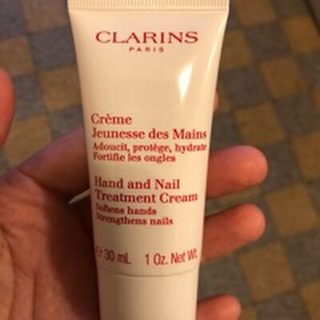 CLARINS
PARIS
Crème
Jeunesse des Mains
Adoucit, protège, hydrate
Fortifie les ongles
Hand and Nail
Treatment Cream
Softens hands
Strengthens nails
e 30 mL 1 Oz. Net Wt.